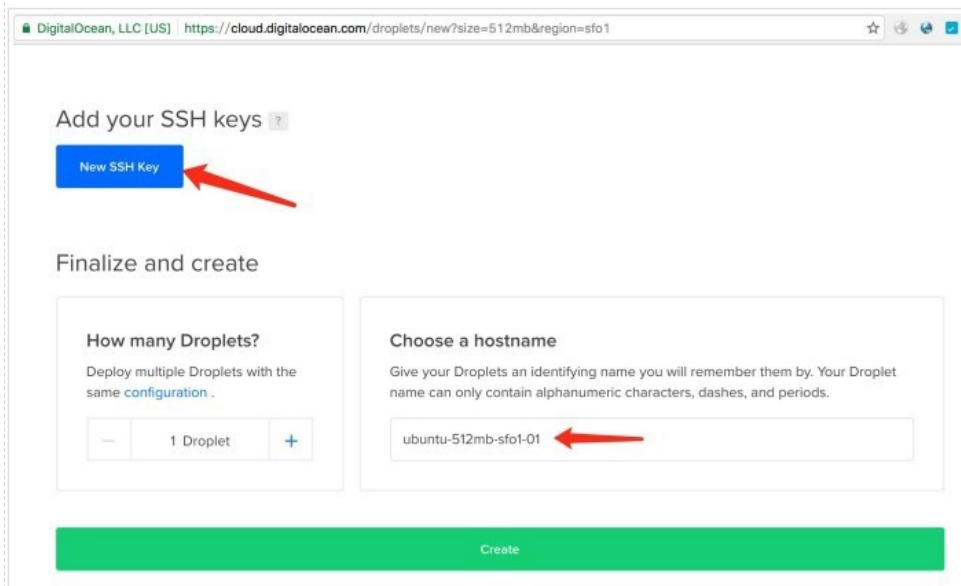 DigitalOcean, LLC [US] https://cloud.digitalocean.com/droplets/new?size=512mb&region=sfo1
Add your SSH keys ?
New SSH Key
Finalize and create
How many Droplets?
Deploy multiple Droplets with the
same configuration .
− 1 Droplet +
Choose a hostname
Give your Droplets an identifying name you will remember them by. Your Droplet
name can only contain alphanumeric characters, dashes, and periods.
ubuntu-512mb-sfo1-01
Create